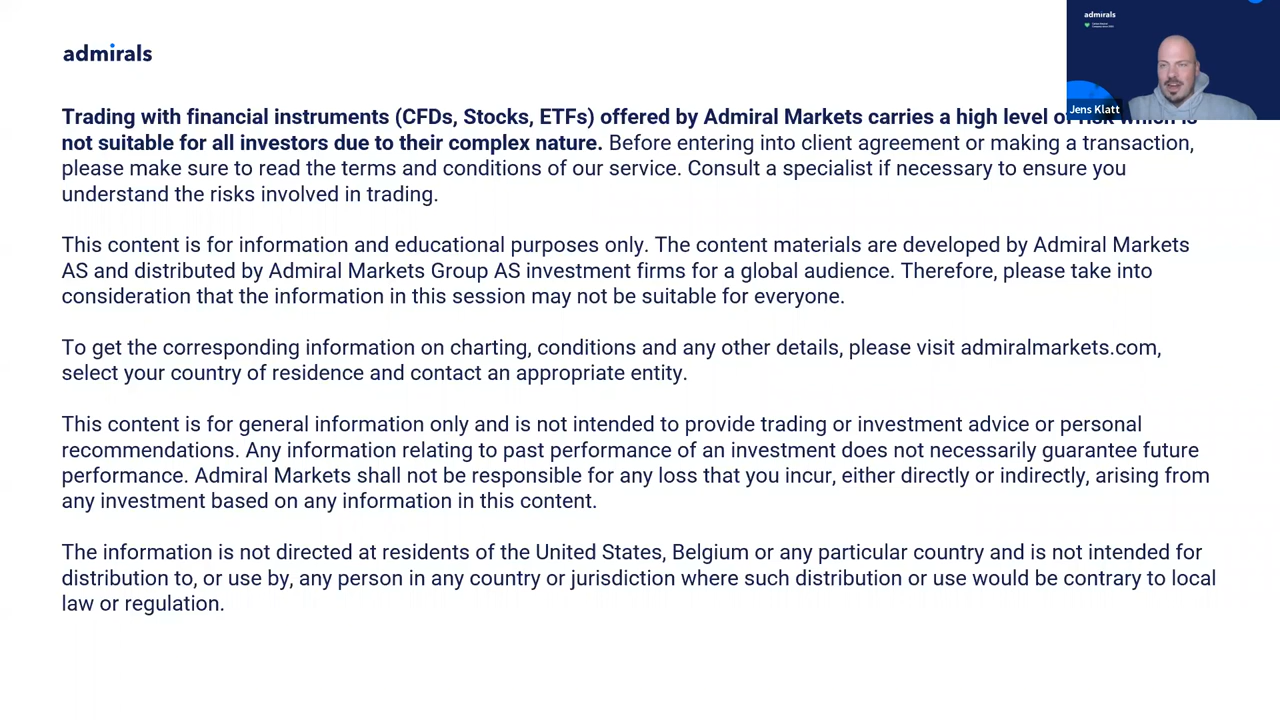 admirals
admirals
Jens Klatt
Trading with financial instruments (CFDs, Stocks, ETFs) offered by Admiral Markets carries a high level of risk which is
not suitable for all investors due to their complex nature. Before entering into client agreement or making a transaction,
please make sure to read the terms and conditions of our service. Consult a specialist if necessary to ensure you
understand the risks involved in trading.
This content is for information and educational purposes only. The content materials are developed by Admiral Markets
AS and distributed by Admiral Markets Group AS investment firms for a global audience. Therefore, please take into
consideration that the information in this session may not be suitable for everyone.
To get the corresponding information on charting, conditions and any other details, please visit admiralmarkets.com,
select your country of residence and contact an appropriate entity.
This content is for general information only and is not intended to provide trading or investment advice or personal
recommendations. Any information relating to past performance of an investment does not necessarily guarantee future
performance. Admiral Markets shall not be responsible for any loss that you incur, either directly or indirectly, arising from
any investment based on any information in this content.
The information is not directed at residents of the United States, Belgium or any particular country and is not intended for
distribution to, or use by, any person in any country or jurisdiction where such distribution or use would be contrary to local
law or regulation.